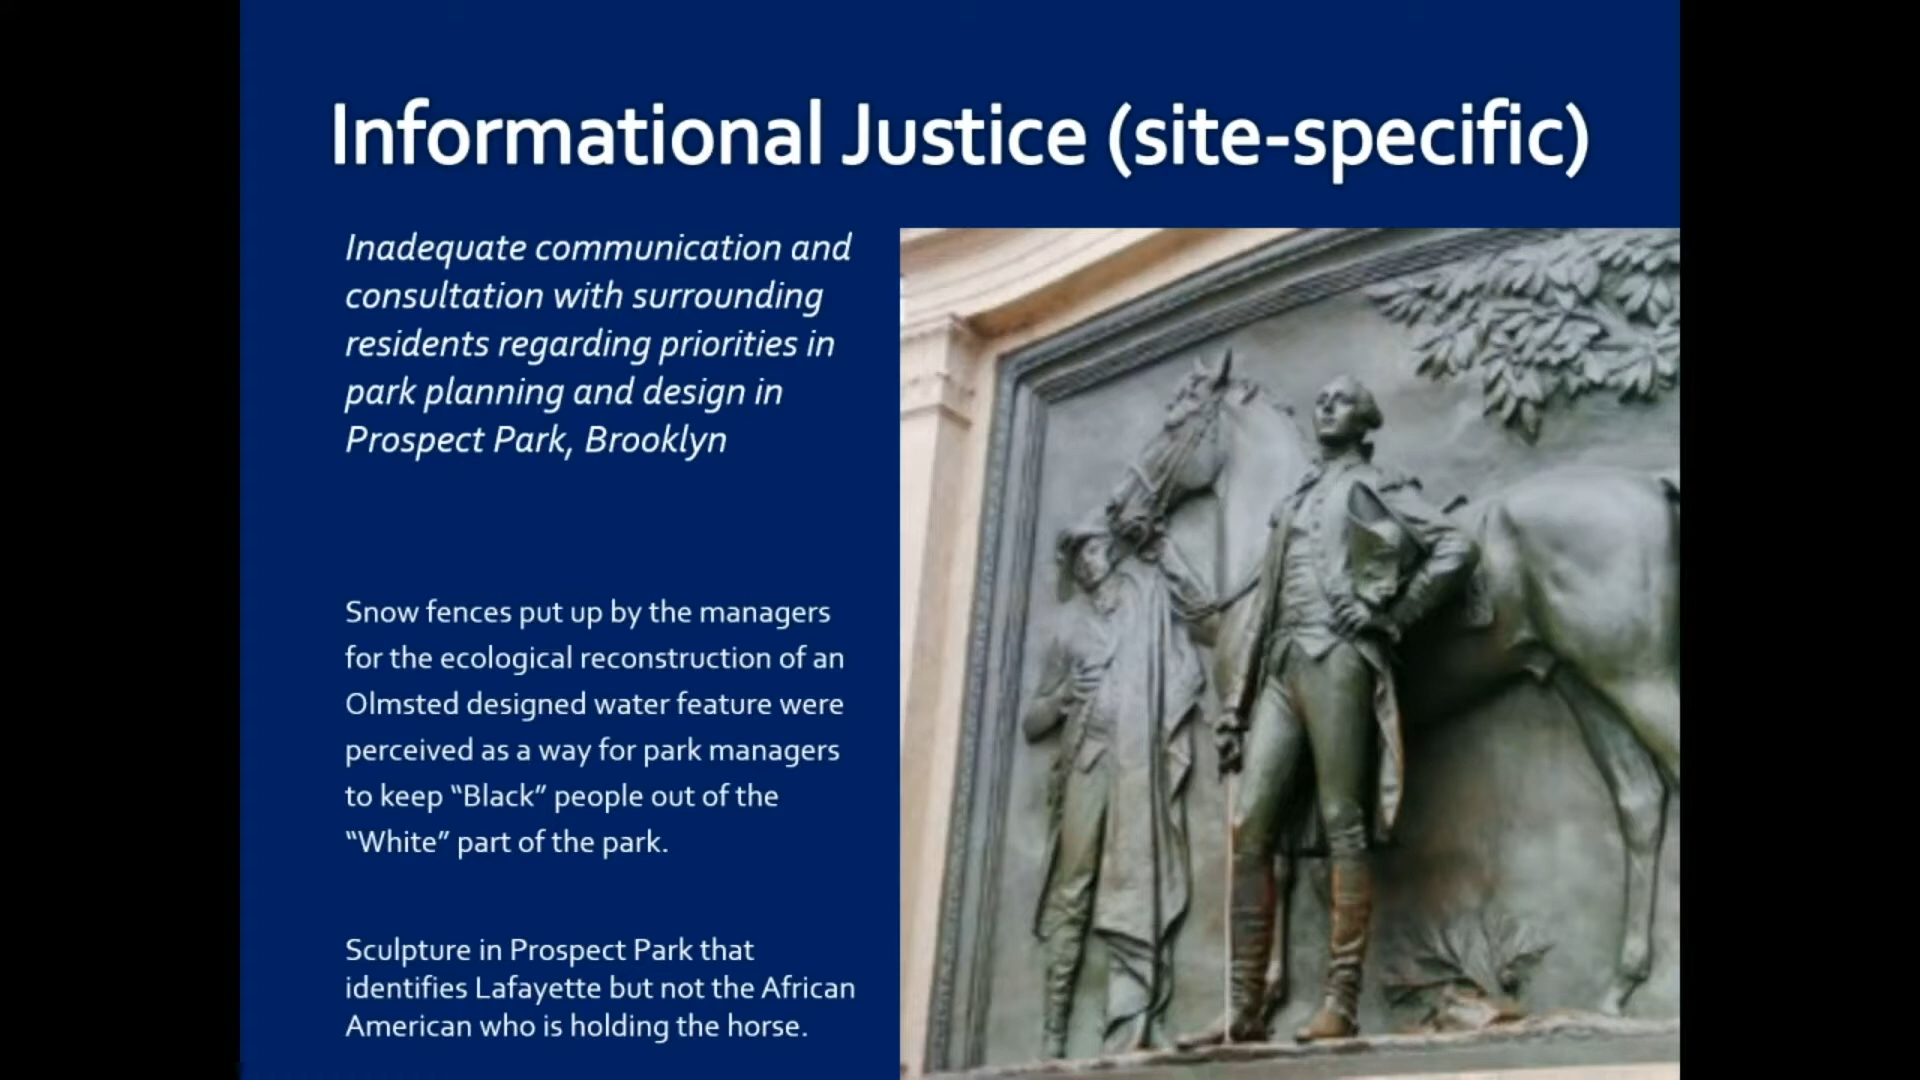 Informational Justice (site-specific)
Inadequate communication and
consultation with surrounding
residents regarding priorities in
park planning and design in
Prospect Park, Brooklyn
Snow fences put up by the managers
for the ecological reconstruction of an
Olmsted designed water feature were
perceived as a way for park managers
to keep “Black” people out of the
“White” part of the park.
Sculpture in Prospect Park that
identifies Lafayette but not the African
American who is holding the horse.